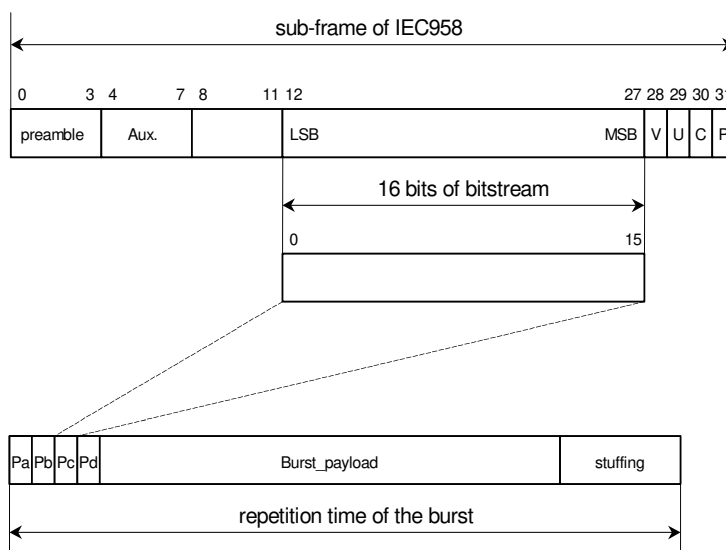 sub-frame of IEC958
0 3 4 7 8 11 12 27 28 29 30 31
preamble Aux. LSB MSB V U C P
16 bits of bitstream
0 15
Pa Pb Pc Pd Burst_payload stuffing
repetition time of the burst